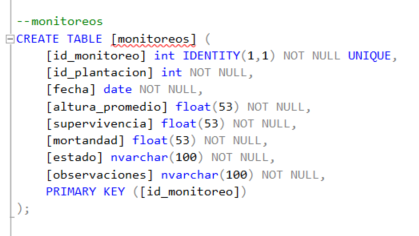 --monitoreos
CREATE TABLE [monitoreos] (
[id_monitoreo] int IDENTITY(1,1) NOT NULL UNIQUE,
[id_plantacion] int NOT NULL,
[fecha] date NOT NULL,
[altura_promedio] float(53) NOT NULL,
[supervivencia] float(53) NOT NULL,
[mortandad] float(53) NOT NULL,
[estado] nvarchar(100) NOT NULL,
[observaciones] nvarchar(100) NOT NULL,
PRIMARY KEY ([id_monitoreo])
);